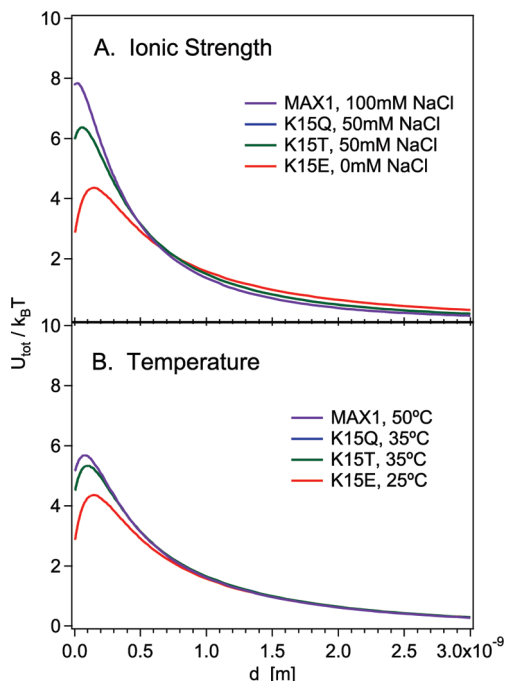 10
A. Ionic Strength
8
MAX1, 100mM NaCl
K15Q, 50mM NaCl
K15T, 50mM NaCl
K15E, 0mM NaCl
6
4
2
U_tot / k_BT
10
B. Temperature
8
MAX1, 50ºC
K15Q, 35ºC
K15T, 35ºC
K15E, 25ºC
6
4
2
0
0.0 0.5 1.0 1.5 2.0 2.5 3.0x10⁻⁹
d [m]